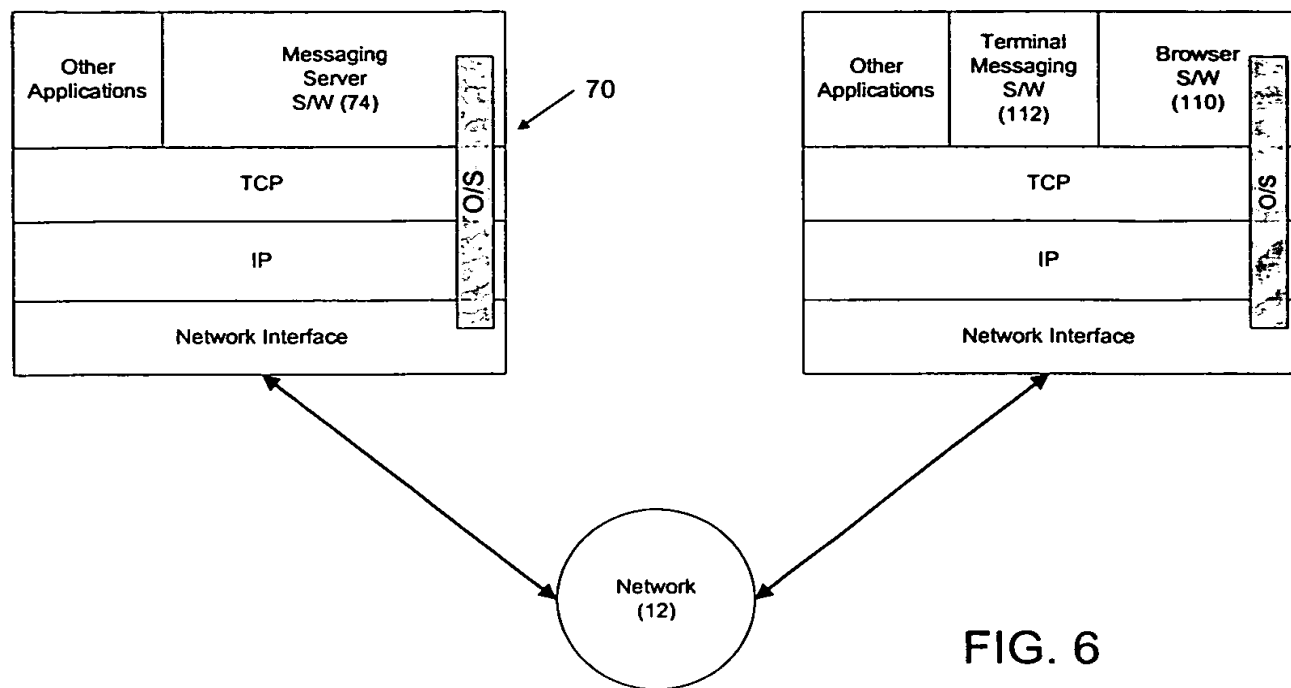 Other
Applications
Messaging
Server
S/W (74)
TCP
IP
Network Interface
O/S
70
Other
Applications
Terminal
Messaging
S/W
(112)
Browser
S/W
(110)
TCP
IP
Network Interface
O/S
Network
(12)
FIG. 6